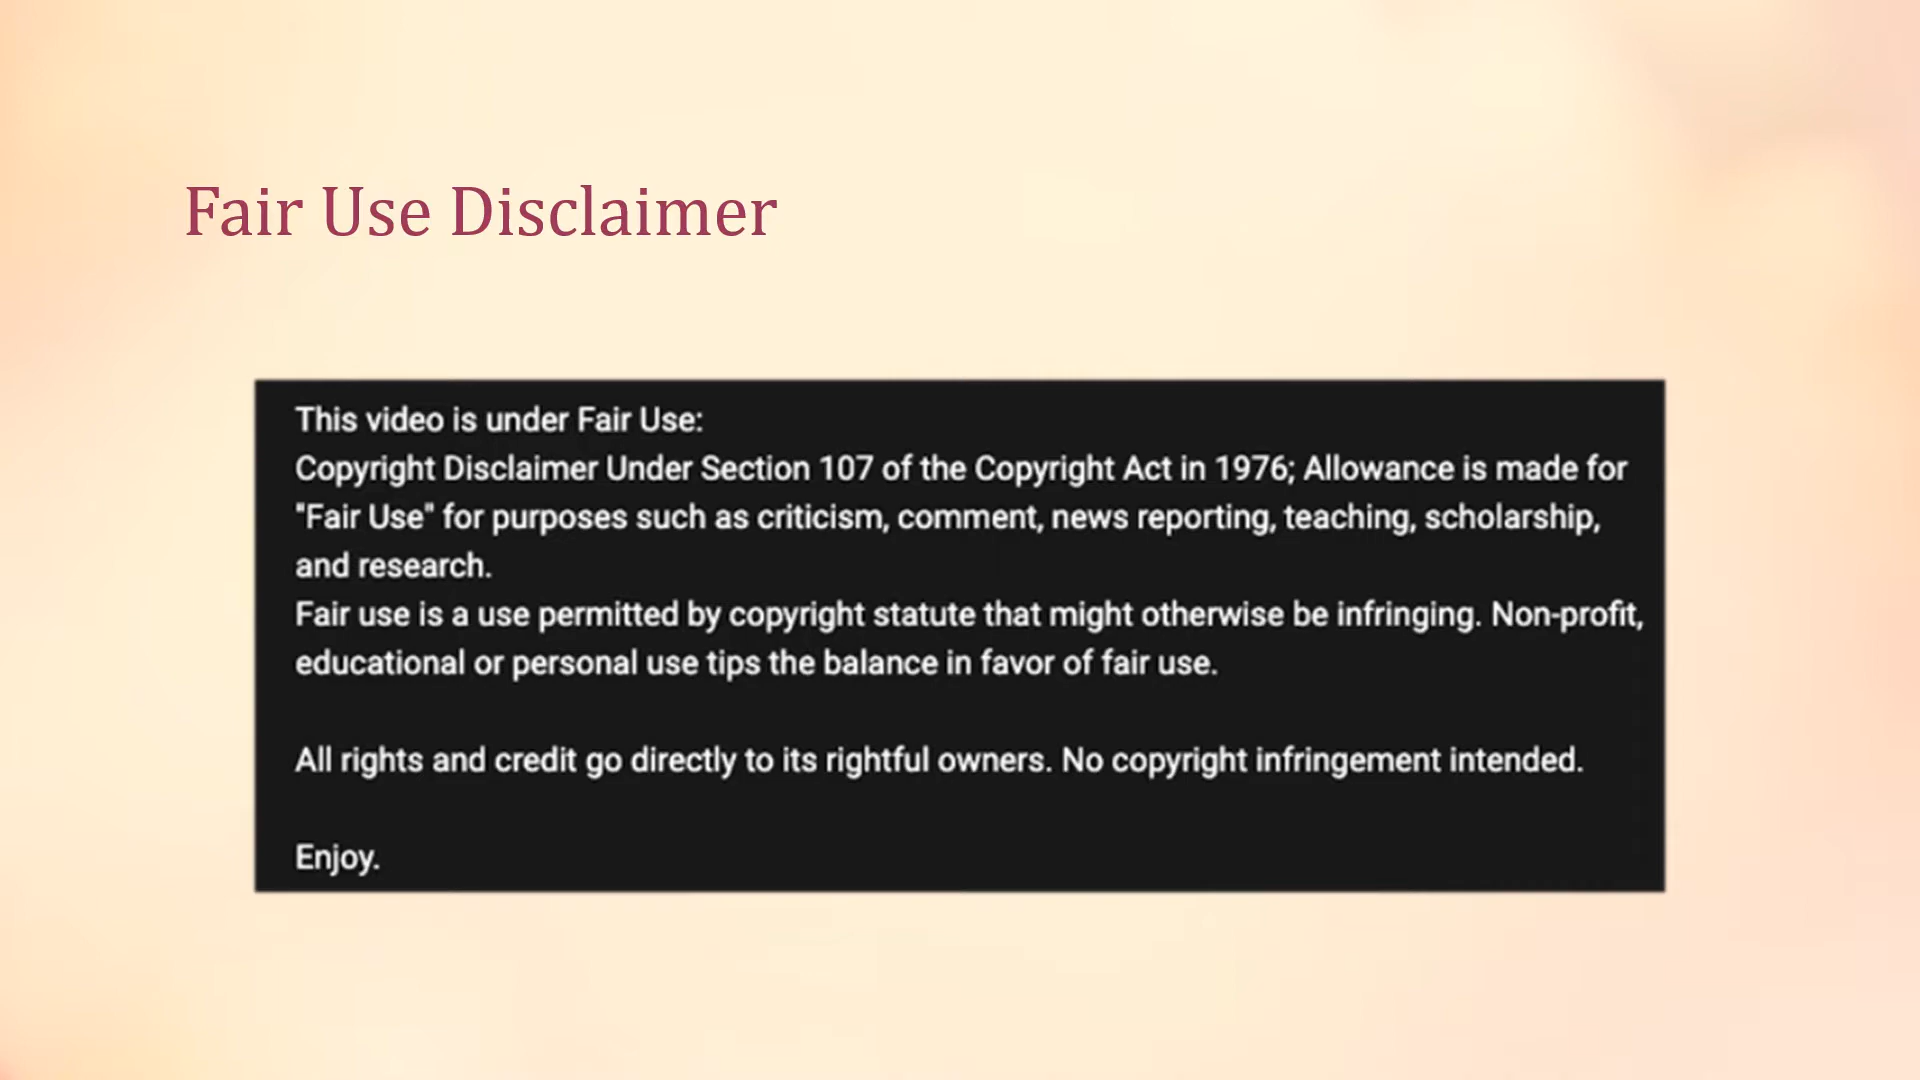 Fair Use Disclaimer
This video is under Fair Use:
Copyright Disclaimer Under Section 107 of the Copyright Act in 1976; Allowance is made for
"Fair Use" for purposes such as criticism, comment, news reporting, teaching, scholarship,
and research.
Fair use is a use permitted by copyright statute that might otherwise be infringing. Non-profit,
educational or personal use tips the balance in favor of fair use.
All rights and credit go directly to its rightful owners. No copyright infringement intended.
Enjoy.